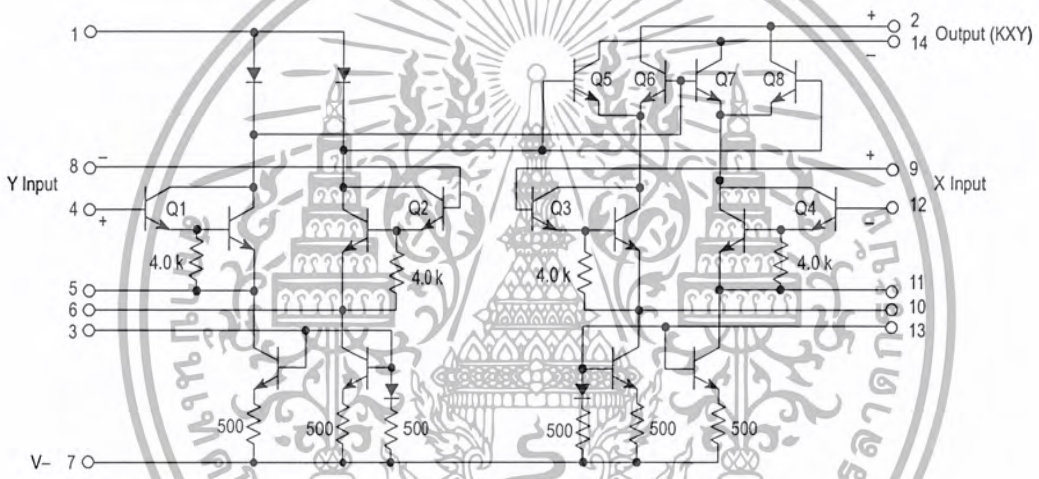 1
+ 2
14 Output (KXY)
−
Q5 Q6 Q7 Q8
8 −
+ 9
Y Input
X Input
4 +
Q1 Q2 Q3 Q4
12 −
4.0 k 4.0 k 4.0 k 4.0 k
5
11
6
10
3
13
500 500 500 500 500 500
V− 7